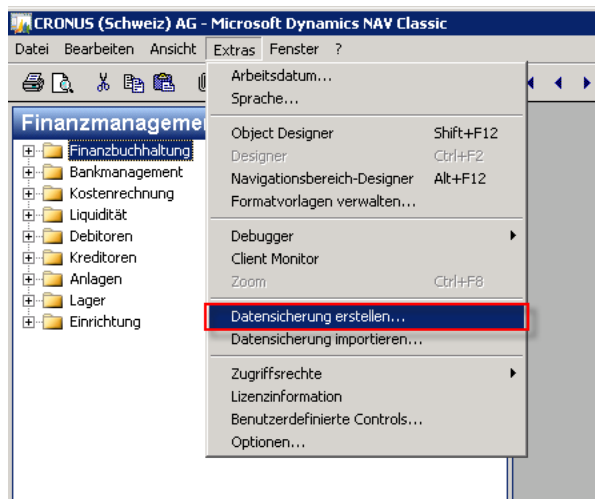 CRONUS (Schweiz) AG - Microsoft Dynamics NAV Classic
Datei Bearbeiten Ansicht Extras Fenster ?
Finanzmanageme
Finanzbuchhaltung
Bankmanagement
Kostenrechnung
Liquidität
Debitoren
Kreditoren
Anlagen
Lager
Einrichtung
Arbeitsdatum...
Sprache...
Object Designer Shift+F12
Designer Ctrl+F2
Navigationsbereich-Designer Alt+F12
Formatvorlagen verwalten...
Debugger
Client Monitor
Zoom Ctrl+F8
Datensicherung erstellen...
Datensicherung importieren...
Zugriffsrechte
Lizenzinformation
Benutzerdefinierte Controls...
Optionen...